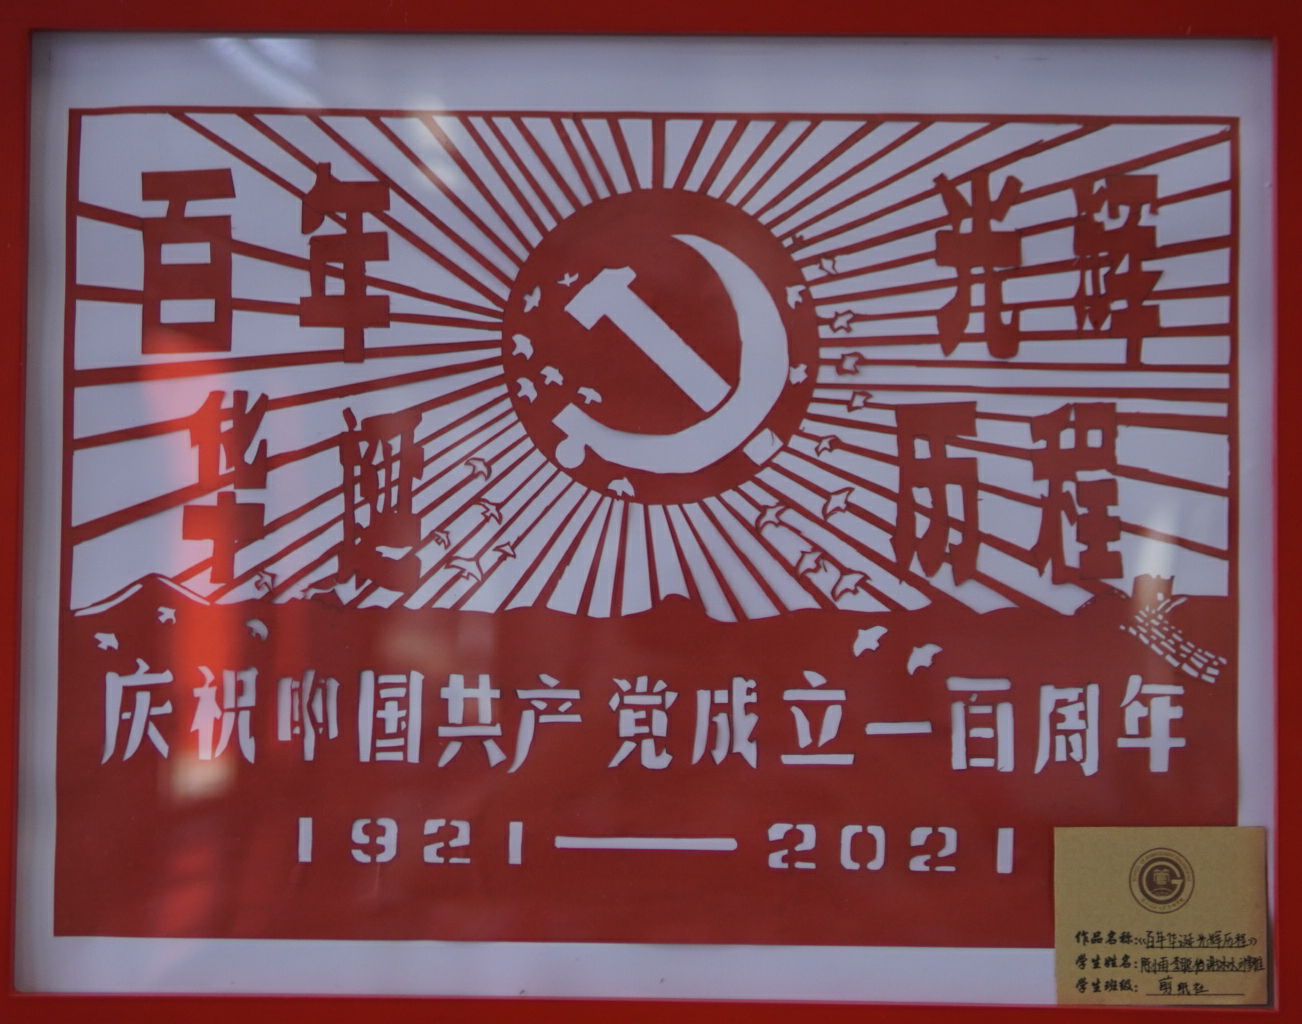 百年
华诞
光辉
历程
庆祝中国共产党成立一百周年
1921——2021
作品名称:《百年华诞光辉历程》
学生姓名:
学生班级: 剪纸社